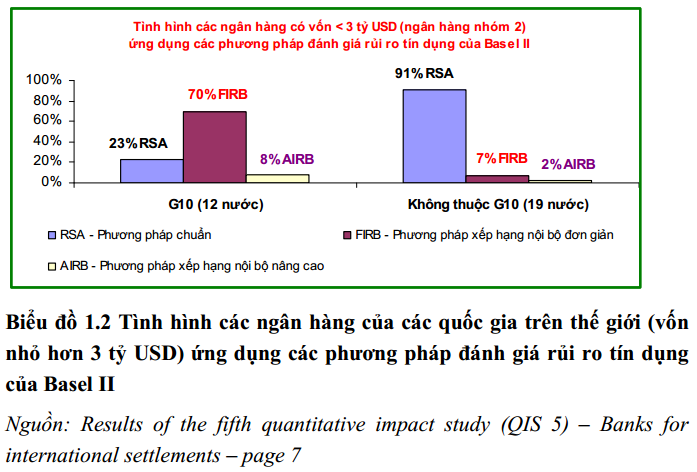 Tình hình các ngân hàng có vốn < 3 tỷ USD (ngân hàng nhóm 2)
ứng dụng các phương pháp đánh giá rủi ro tín dụng của Basel II
100%
80%
60%
40%
20%
0%
23% RSA
70% FIRB
8% AIRB
91% RSA
7% FIRB
2% AIRB
G10 (12 nước)
Không thuộc G10 (19 nước)
RSA - Phương pháp chuẩn
FIRB - Phương pháp xếp hạng nội bộ đơn giản
AIRB - Phương pháp xếp hạng nội bộ nâng cao
Biểu đồ 1.2 Tình hình các ngân hàng của các quốc gia trên thế giới (vốn
nhỏ hơn 3 tỷ USD) ứng dụng các phương pháp đánh giá rủi ro tín dụng
của Basel II
Nguồn: Results of the fifth quantitative impact study (QIS 5) – Banks for
international settlements – page 7